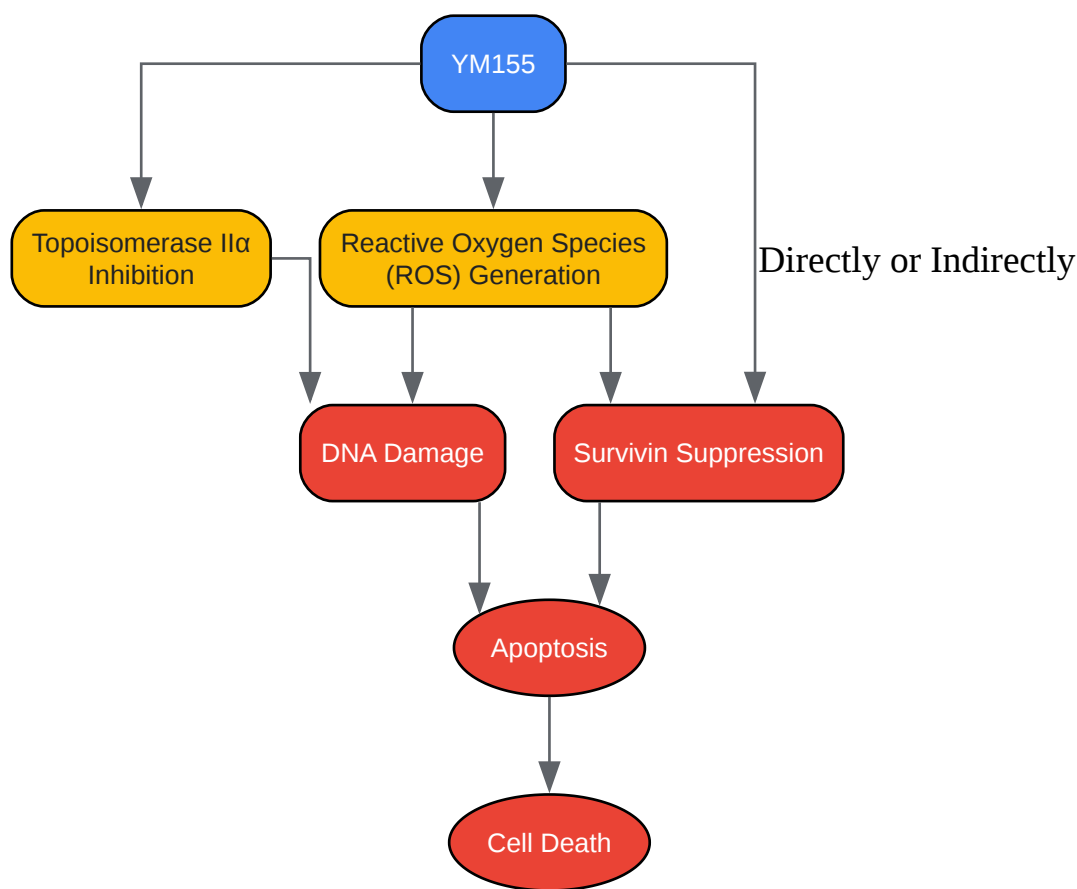 YM155
Topoisomerase IIα
Inhibition
Reactive Oxygen Species
(ROS) Generation
Directly or Indirectly
DNA Damage
Survivin Suppression
Apoptosis
Cell Death